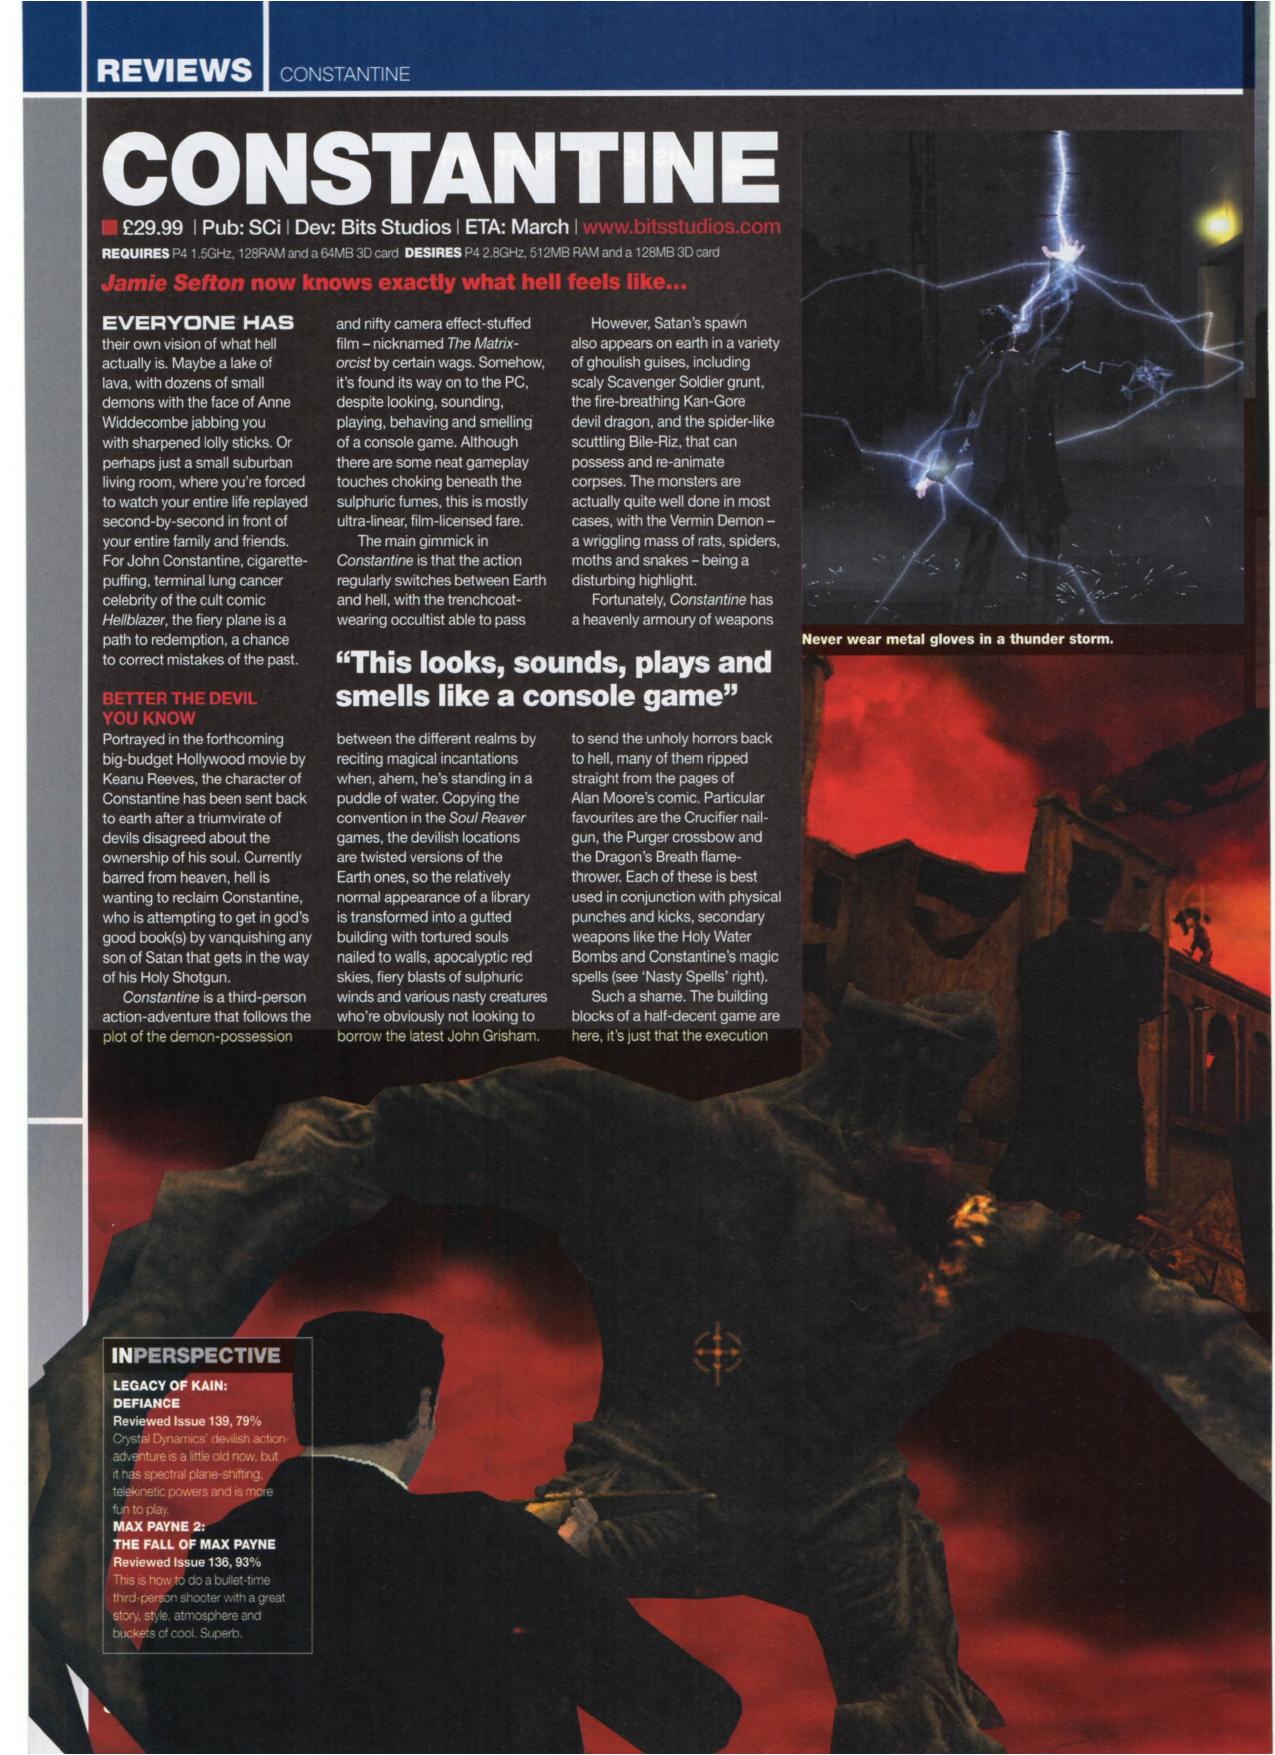 REVIEWS
CONSTANTINE
CONSTANTINE
£29.99 | Pub: SCi | Dev: Bits Studios | ETA: March | www.bitsstudios.com
REQUIRES P4 1.5GHz, 128RAM and a 64MB 3D card DESIRES P4 2.8GHz, 512MB RAM and a 128MB 3D card
Jamie Sefton now knows exactly what hell feels like...
EVERYONE HAS
their own vision of what hell
actually is. Maybe a lake of
lava, with dozens of small
demons with the face of Anne
Widdecombe jabbing you
with sharpened lolly sticks. Or
perhaps just a small suburban
living room, where you're forced
to watch your entire life replayed
second-by-second in front of
your entire family and friends.
For John Constantine, cigarette-
puffing, terminal lung cancer
celebrity of the cult comic
Hellblazer, the fiery plane is a
path to redemption, a chance
to correct mistakes of the past.
BETTER THE DEVIL
YOU KNOW
Portrayed in the forthcoming
big-budget Hollywood movie by
Keanu Reeves, the character of
Constantine has been sent back
to earth after a triumvirate of
devils disagreed about the
ownership of his soul. Currently
barred from heaven, hell is
wanting to reclaim Constantine,
who is attempting to get in god's
good book(s) by vanquishing any
son of Satan that gets in the way
of his Holy Shotgun.
Constantine is a third-person
action-adventure that follows the
plot of the demon-possession
and nifty camera effect-stuffed
film – nicknamed The Matrix-
orcist by certain wags. Somehow,
it's found its way on to the PC,
despite looking, sounding,
playing, behaving and smelling
of a console game. Although
there are some neat gameplay
touches choking beneath the
sulphuric fumes, this is mostly
ultra-linear, film-licensed fare.
The main gimmick in
Constantine is that the action
regularly switches between Earth
and hell, with the trenchcoat-
wearing occultist able to pass
"This looks, sounds, plays and
smells like a console game"
between the different realms by
reciting magical incantations
when, ahem, he's standing in a
puddle of water. Copying the
convention in the Soul Reaver
games, the devilish locations
are twisted versions of the
Earth ones, so the relatively
normal appearance of a library
is transformed into a gutted
building with tortured souls
nailed to walls, apocalyptic red
skies, fiery blasts of sulphuric
winds and various nasty creatures
who're obviously not looking to
borrow the latest John Grisham.
However, Satan's spawn
also appears on earth in a variety
of ghoulish guises, including
scaly Scavenger Soldier grunt,
the fire-breathing Kan-Gore
devil dragon, and the spider-like
scuttling Bile-Riz, that can
possess and re-animate
corpses. The monsters are
actually quite well done in most
cases, with the Vermin Demon –
a wriggling mass of rats, spiders,
moths and snakes – being a
disturbing highlight.
Fortunately, Constantine has
a heavenly armoury of weapons
to send the unholy horrors back
to hell, many of them ripped
straight from the pages of
Alan Moore's comic. Particular
favourites are the Crucifier nail-
gun, the Purger crossbow and
the Dragon's Breath flame-
thrower. Each of these is best
used in conjunction with physical
punches and kicks, secondary
weapons like the Holy Water
Bombs and Constantine's magic
spells (see 'Nasty Spells' right).
Such a shame. The building
blocks of a half-decent game are
here, it's just that the execution
Never wear metal gloves in a thunder storm.
INPERSPECTIVE
LEGACY OF KAIN:
DEFIANCE
Reviewed Issue 139, 79%
Crystal Dynamics' devilish action-
adventure is a little old now, but
it has spectral plane-shifting,
telekinetic powers and is more
fun to play.
MAX PAYNE 2:
THE FALL OF MAX PAYNE
Reviewed Issue 136, 93%
This is how to do a bullet-time
third-person shooter with a great
story, style, atmosphere and
buckets of cool. Superb.